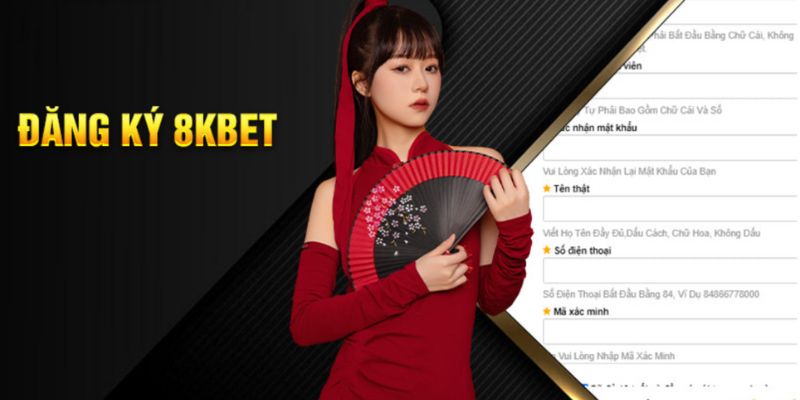 ĐĂNG KÝ 8KBET
hải Bắt Đầu Bằng Chữ Cái, Không
viên
Tự Phải Bao Gồm Chữ Cái Và Số
nhận mật khẩu
Vui Lòng Xác Nhận Lại Mật Khẩu Của Bạn
Tên thật
Viết Họ Tên Đầy Đủ,Dấu Cách, Chữ Hoa, Không Dấu
Số điện thoại
Số Điện Thoại Bắt Đầu Bằng 84, Ví Dụ 84866778000
Mã xác minh
Vui Lòng Nhập Mã Xác Minh